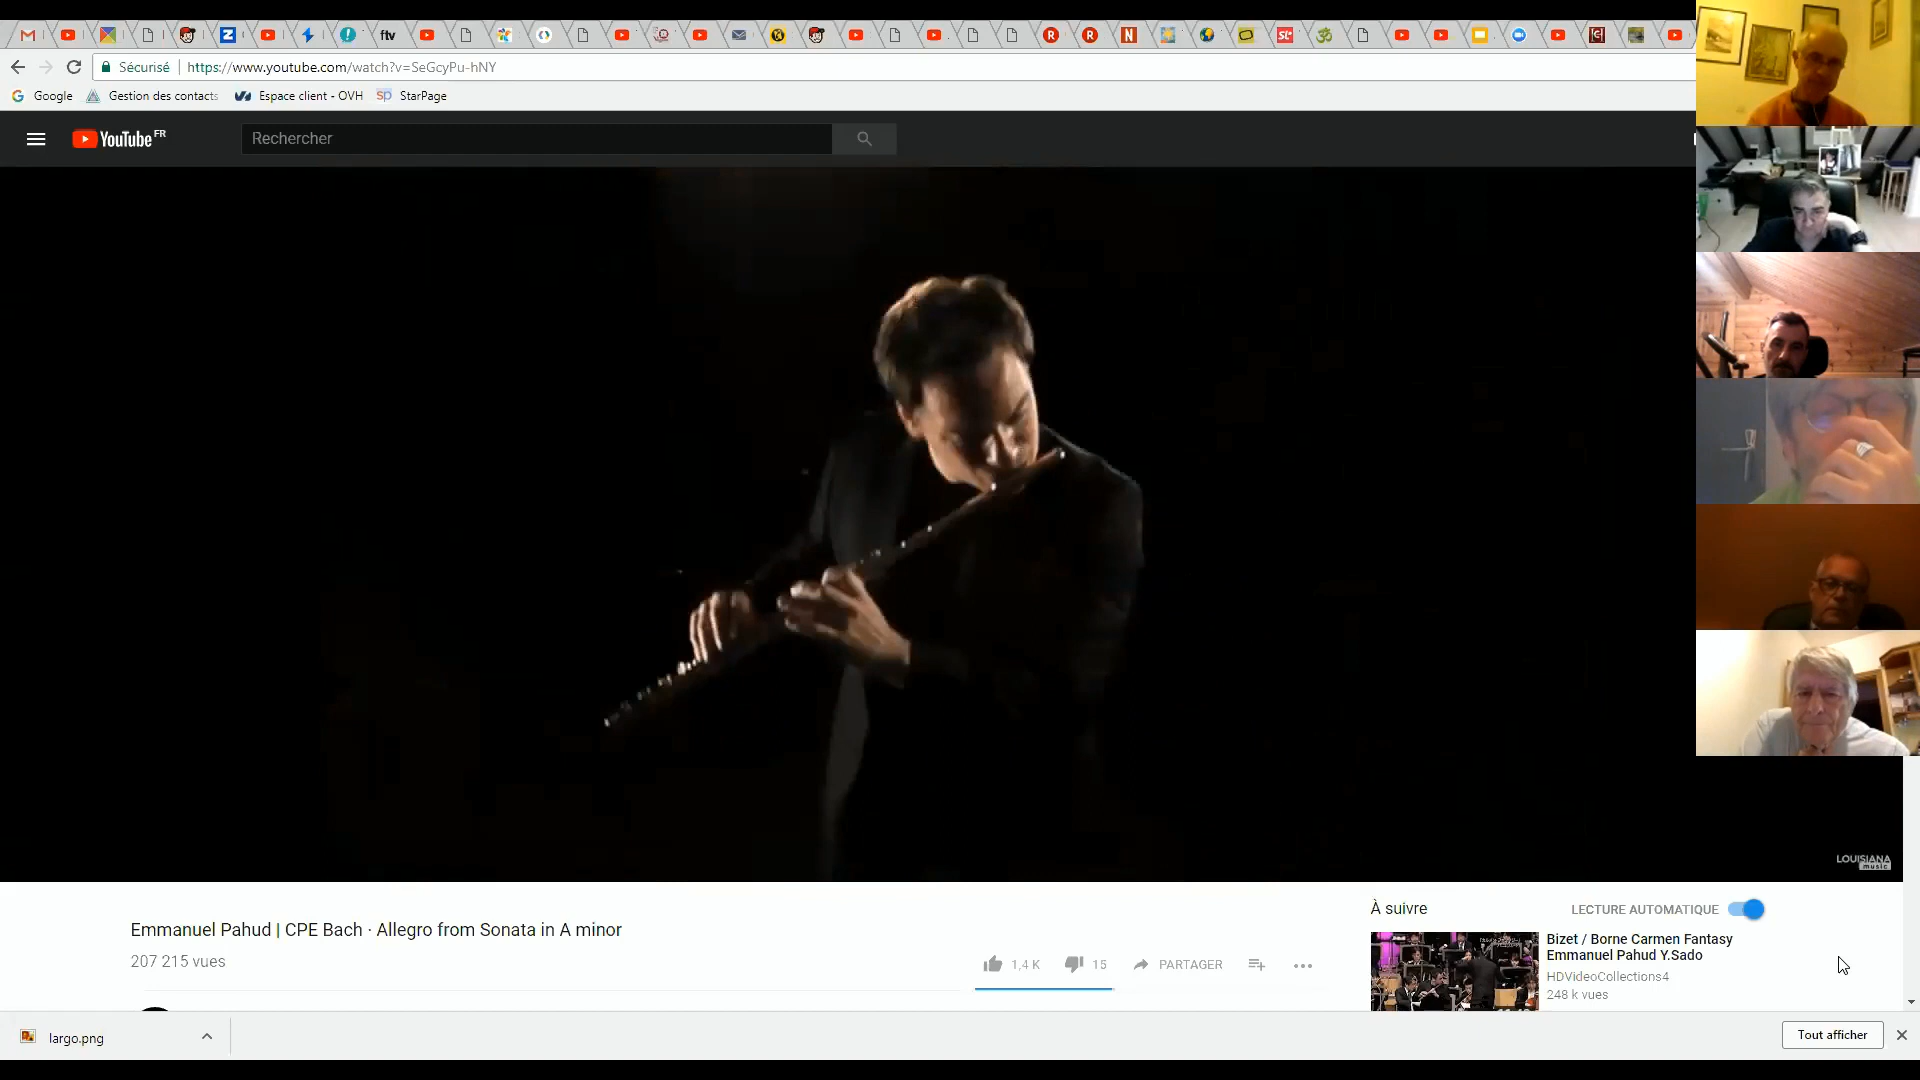 ftv
Sécurisé
https://www.youtube.com/watch?v=SeGcyPu-hNY
Google
Gestion des contacts
Espace client - OVH
StarPage
YouTube FR
Rechercher
LOUISIANA
music
Emmanuel Pahud | CPE Bach · Allegro from Sonata in A minor
207 215 vues
1,4 K
15
PARTAGER
À suivre
LECTURE AUTOMATIQUE
Bizet / Borne Carmen Fantasy
Emmanuel Pahud Y.Sado
HDVideoCollections4
248 k vues
largo.png
Tout afficher